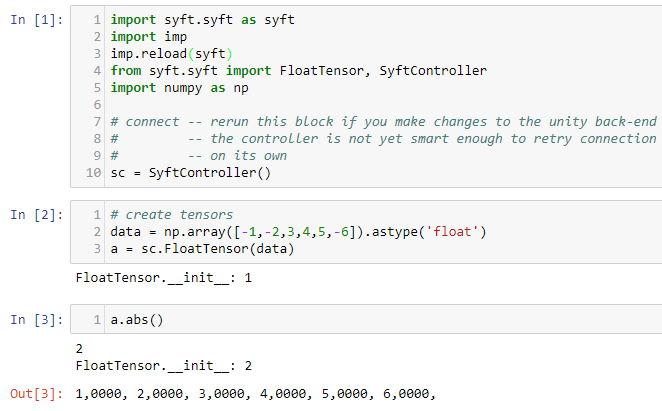 In [1]:
1 import syft.syft as syft
2 import imp
3 imp.reload(syft)
4 from syft.syft import FloatTensor, SyftController
5 import numpy as np
6
7 # connect -- rerun this block if you make changes to the unity back-end
8 #         -- the controller is not yet smart enough to retry connection
9 #         -- on its own
10 sc = SyftController()
In [2]:
1 # create tensors
2 data = np.array([-1,-2,3,4,5,-6]).astype('float')
3 a = sc.FloatTensor(data)
FloatTensor.__init__: 1
In [3]:
1 a.abs()
2
FloatTensor.__init__: 2
Out[3]: 1,0000, 2,0000, 3,0000, 4,0000, 5,0000, 6,0000,